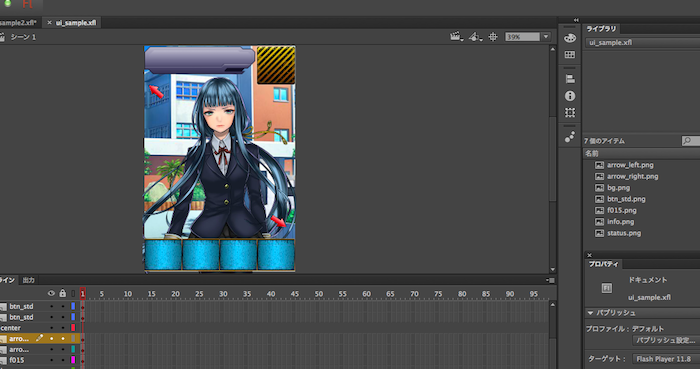 sample2.xfl*
× ui_sample.xfl
シーン 1
39%
ライブラリ
ui_sample.xfl
7 個のアイテム
名前
arrow_left.png
arrow_right.png
bg.png
btn_std.png
f015.png
info.png
status.png
プロパティ
ドキュメント
ui_sample.xfl
パブリッシュ
プロファイル： デフォルト
パブリッシュ設定...
ターゲット： Flash Player 11.8
ライン 出力
1 5 10 15 20 25 30 35 40 45 50 55 60 65 70 75 80 85 90 95
btn_std
btn_std
center
arro...
arro...
f015